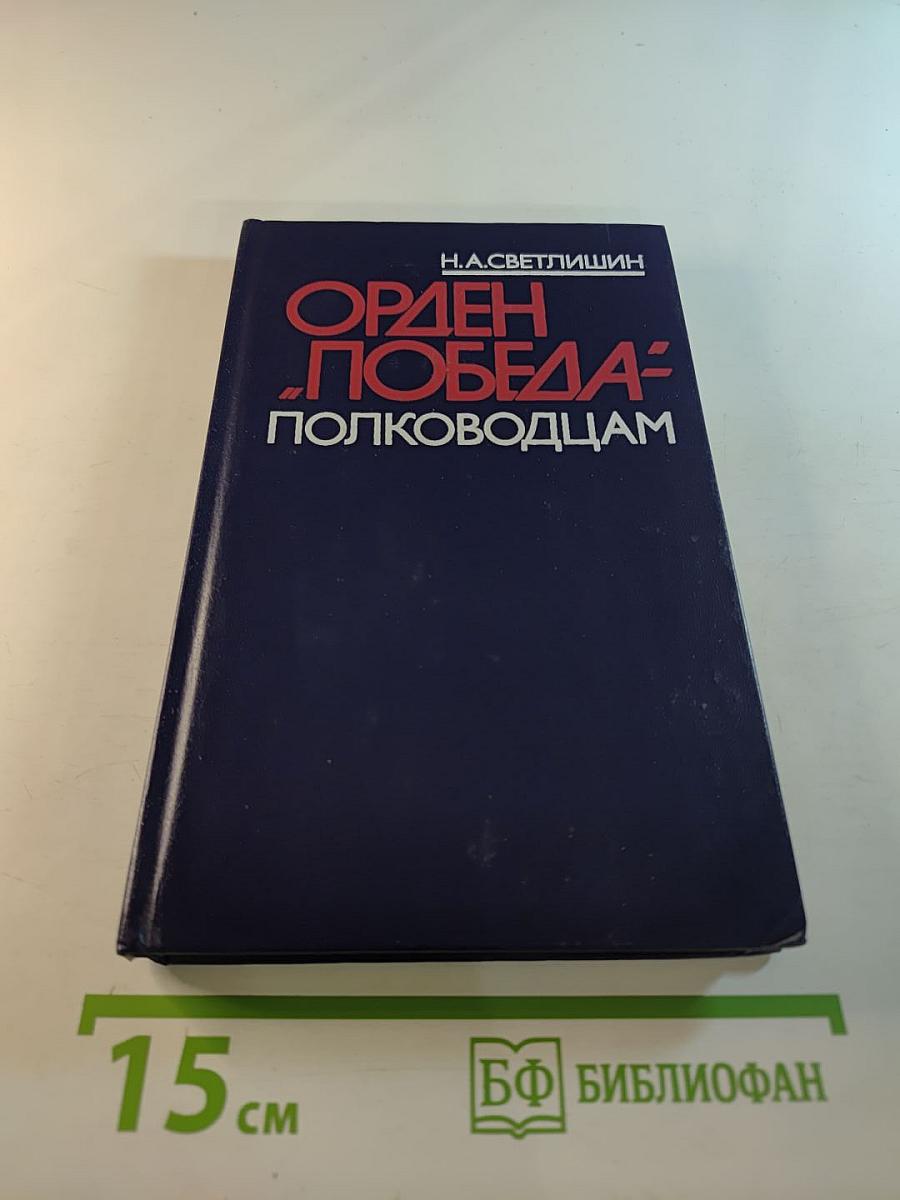 Н.А.СВЕТЛИШИН
ОРДЕН
„ПОБЕДА“-
ПОЛКОВОДЦАМ
15 см
БФ БИБЛИОФАН